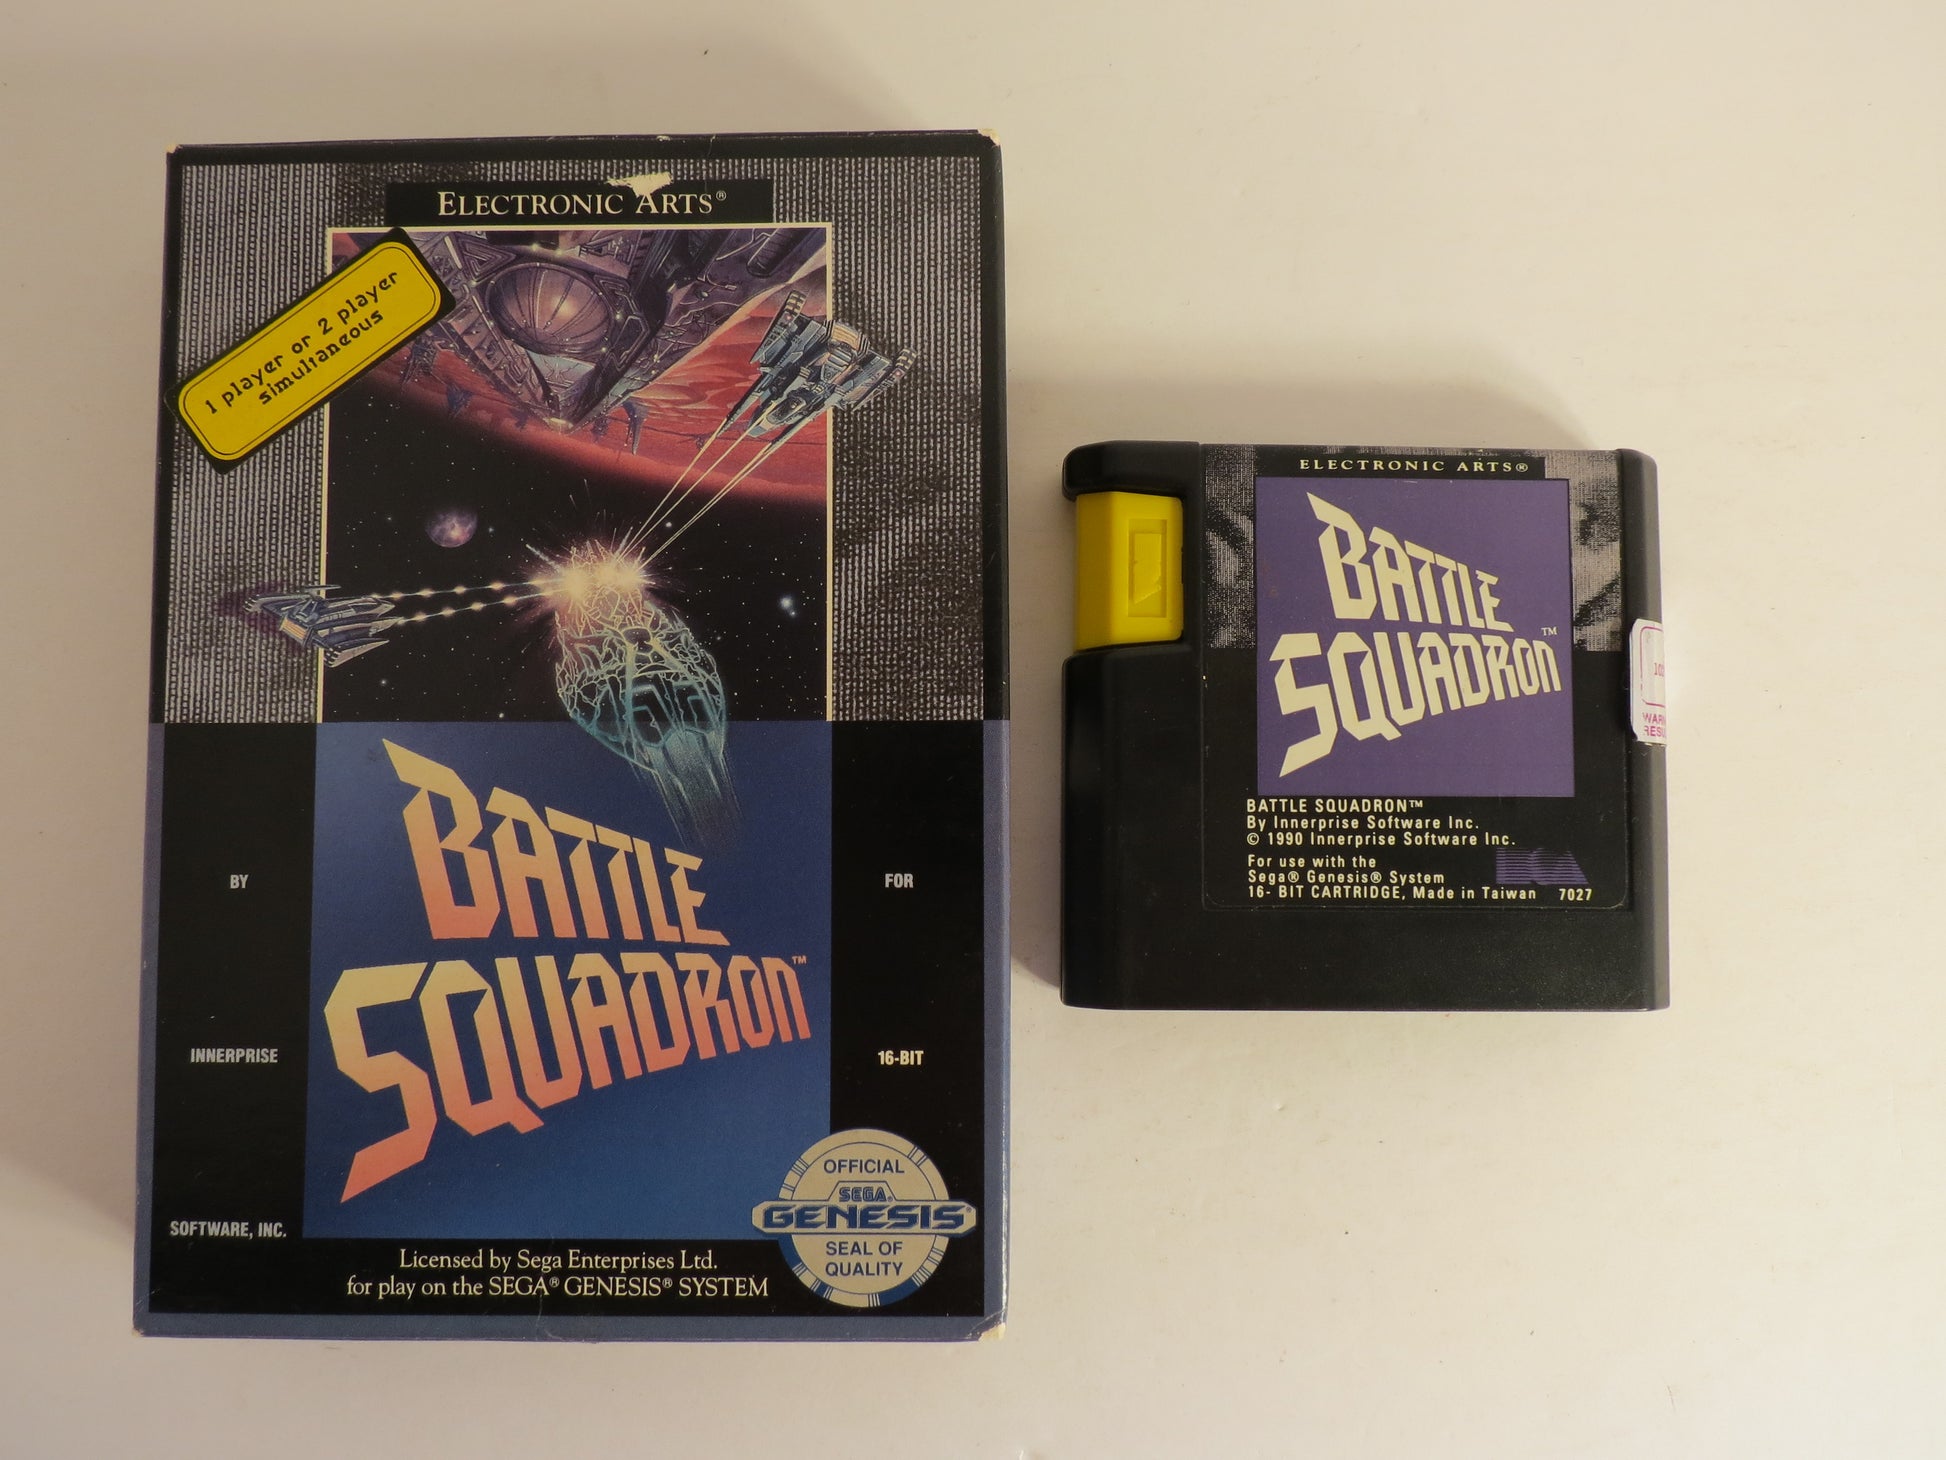 ELECTRONIC ARTS®
1 player or 2 player
simultaneous
BATTLE
SQUADRON™
BY
INNERPRISE
SOFTWARE, INC.
FOR
16-BIT
Licensed by Sega Enterprises Ltd.
for play on the SEGA® GENESIS® SYSTEM
OFFICIAL
SEGA®
GENESIS®
SEAL OF
QUALITY
ELECTRONIC ARTS®
BATTLE
SQUADRON™
BATTLE SQUADRON™
By Innerprise Software Inc.
© 1990 Innerprise Software Inc.
For use with the
Sega® Genesis® System
16- BIT CARTRIDGE, Made in Taiwan 7027